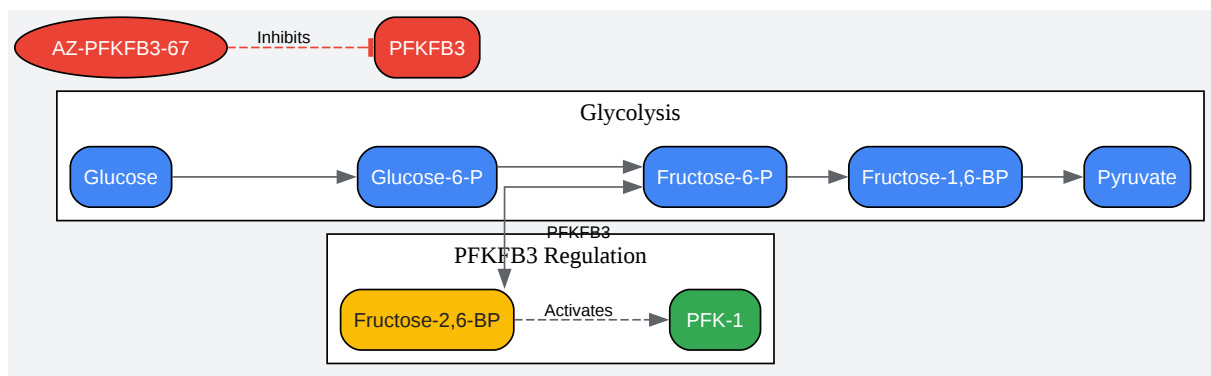 AZ-PFKFB3-67
Inhibits
PFKFB3
Glycolysis
Glucose
Glucose-6-P
Fructose-6-P
Fructose-1,6-BP
Pyruvate
PFKFB3
PFKFB3 Regulation
Fructose-2,6-BP
Activates
PFK-1